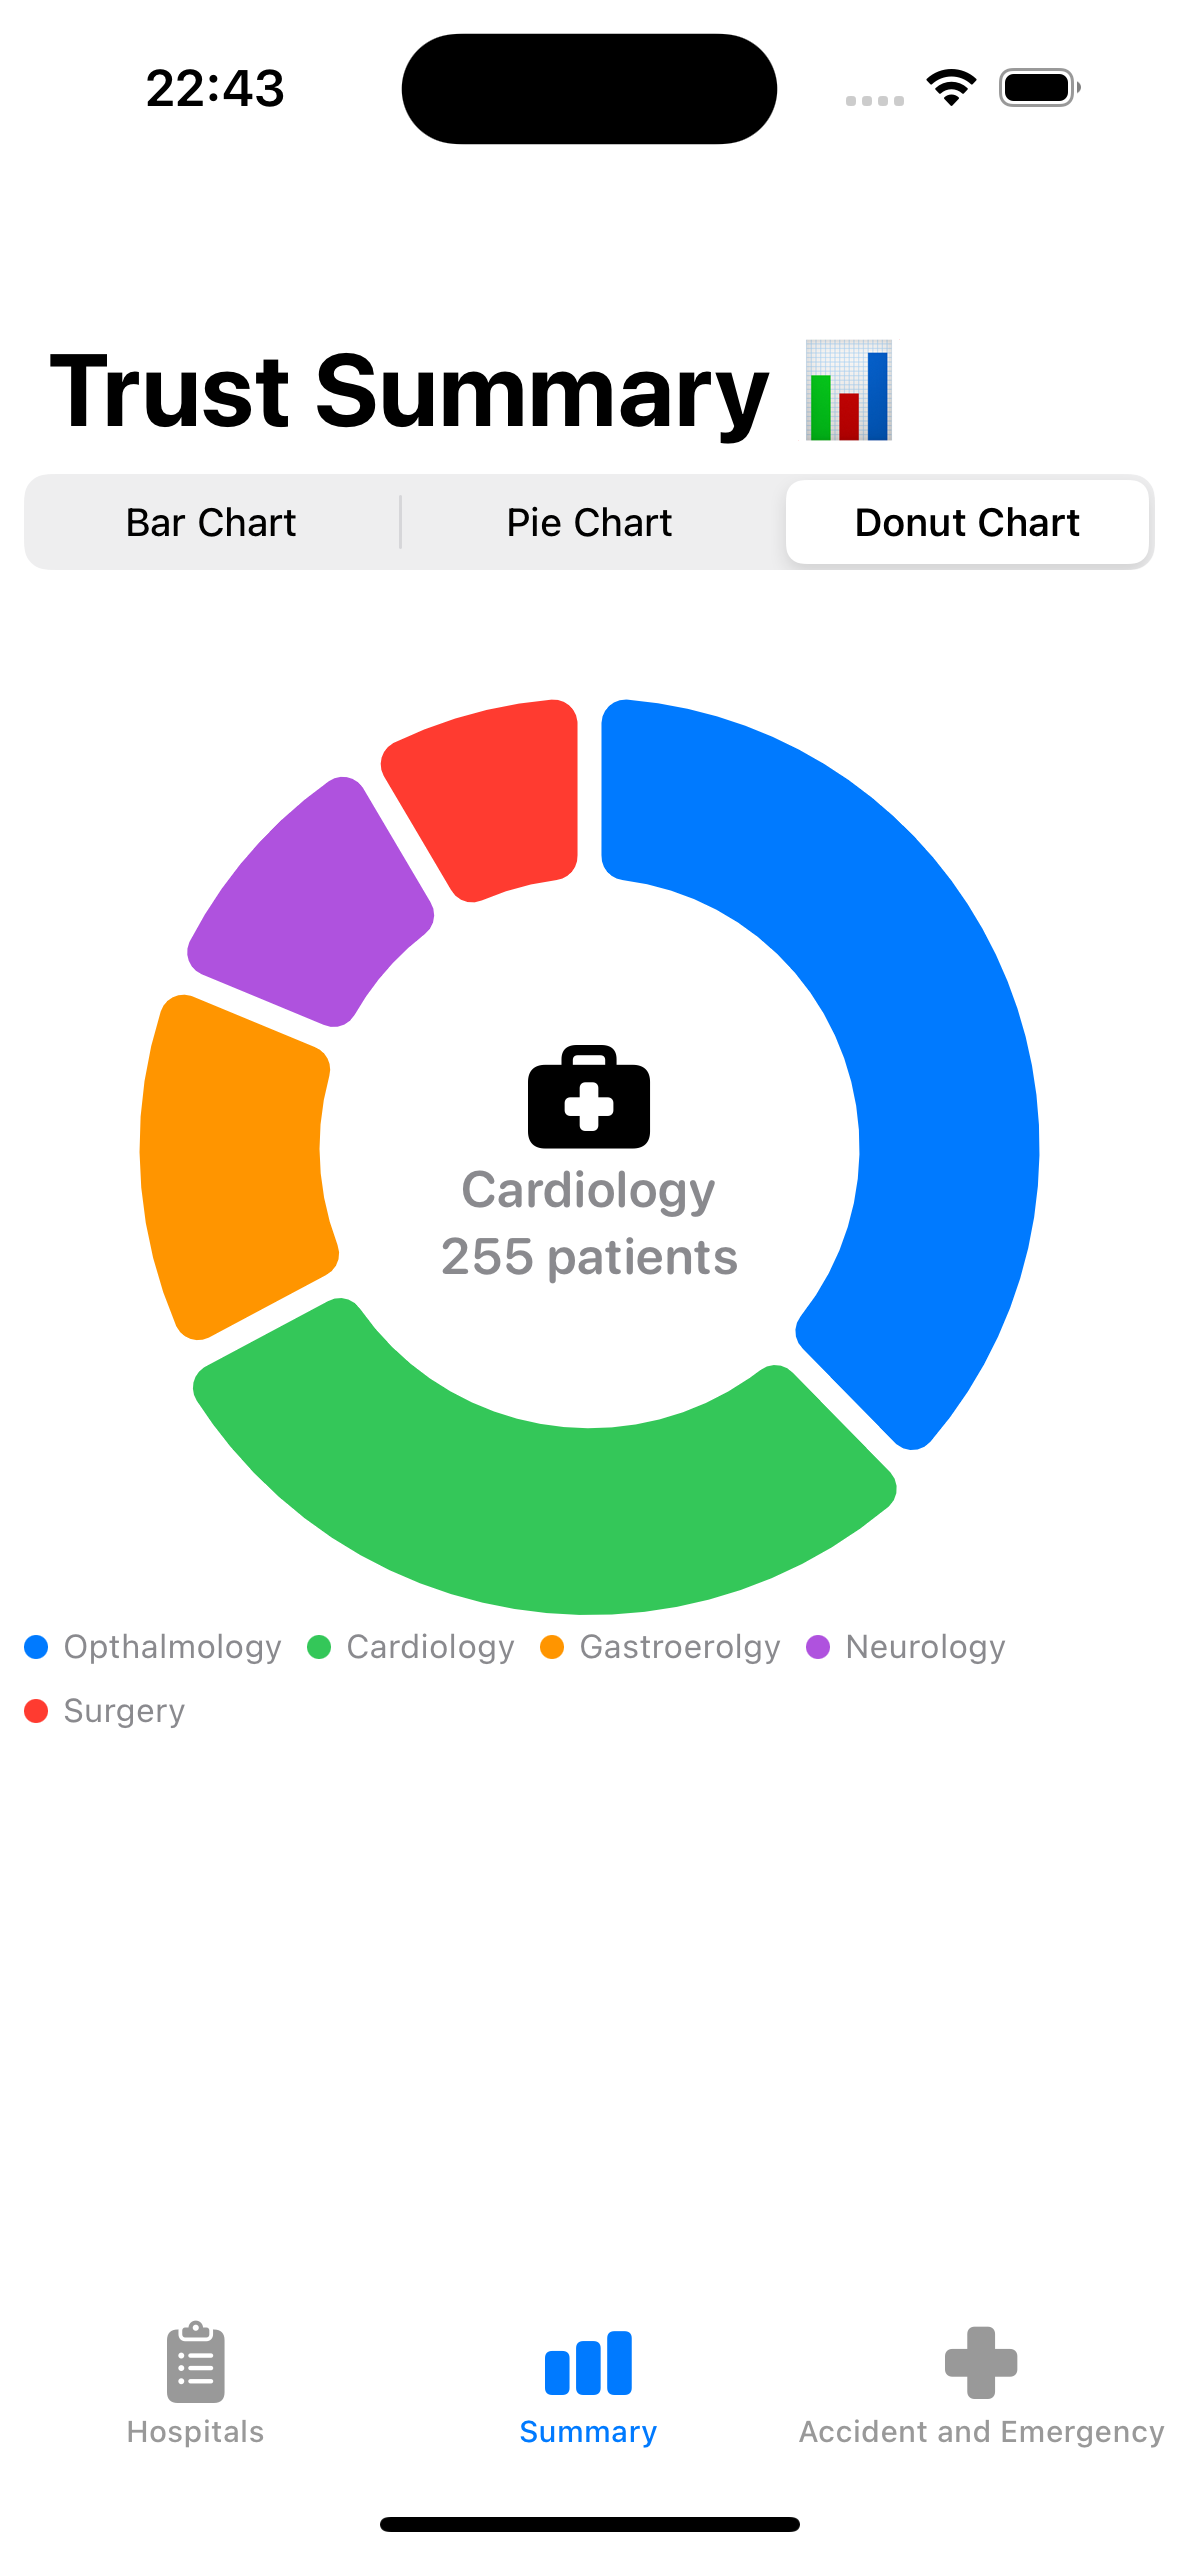 22:43
Trust Summary
Bar Chart
Pie Chart
Donut Chart
Cardiology
255 patients
Opthalmology
Cardiology
Gastroerolgy
Neurology
Surgery
Hospitals
Summary
Accident and Emergency